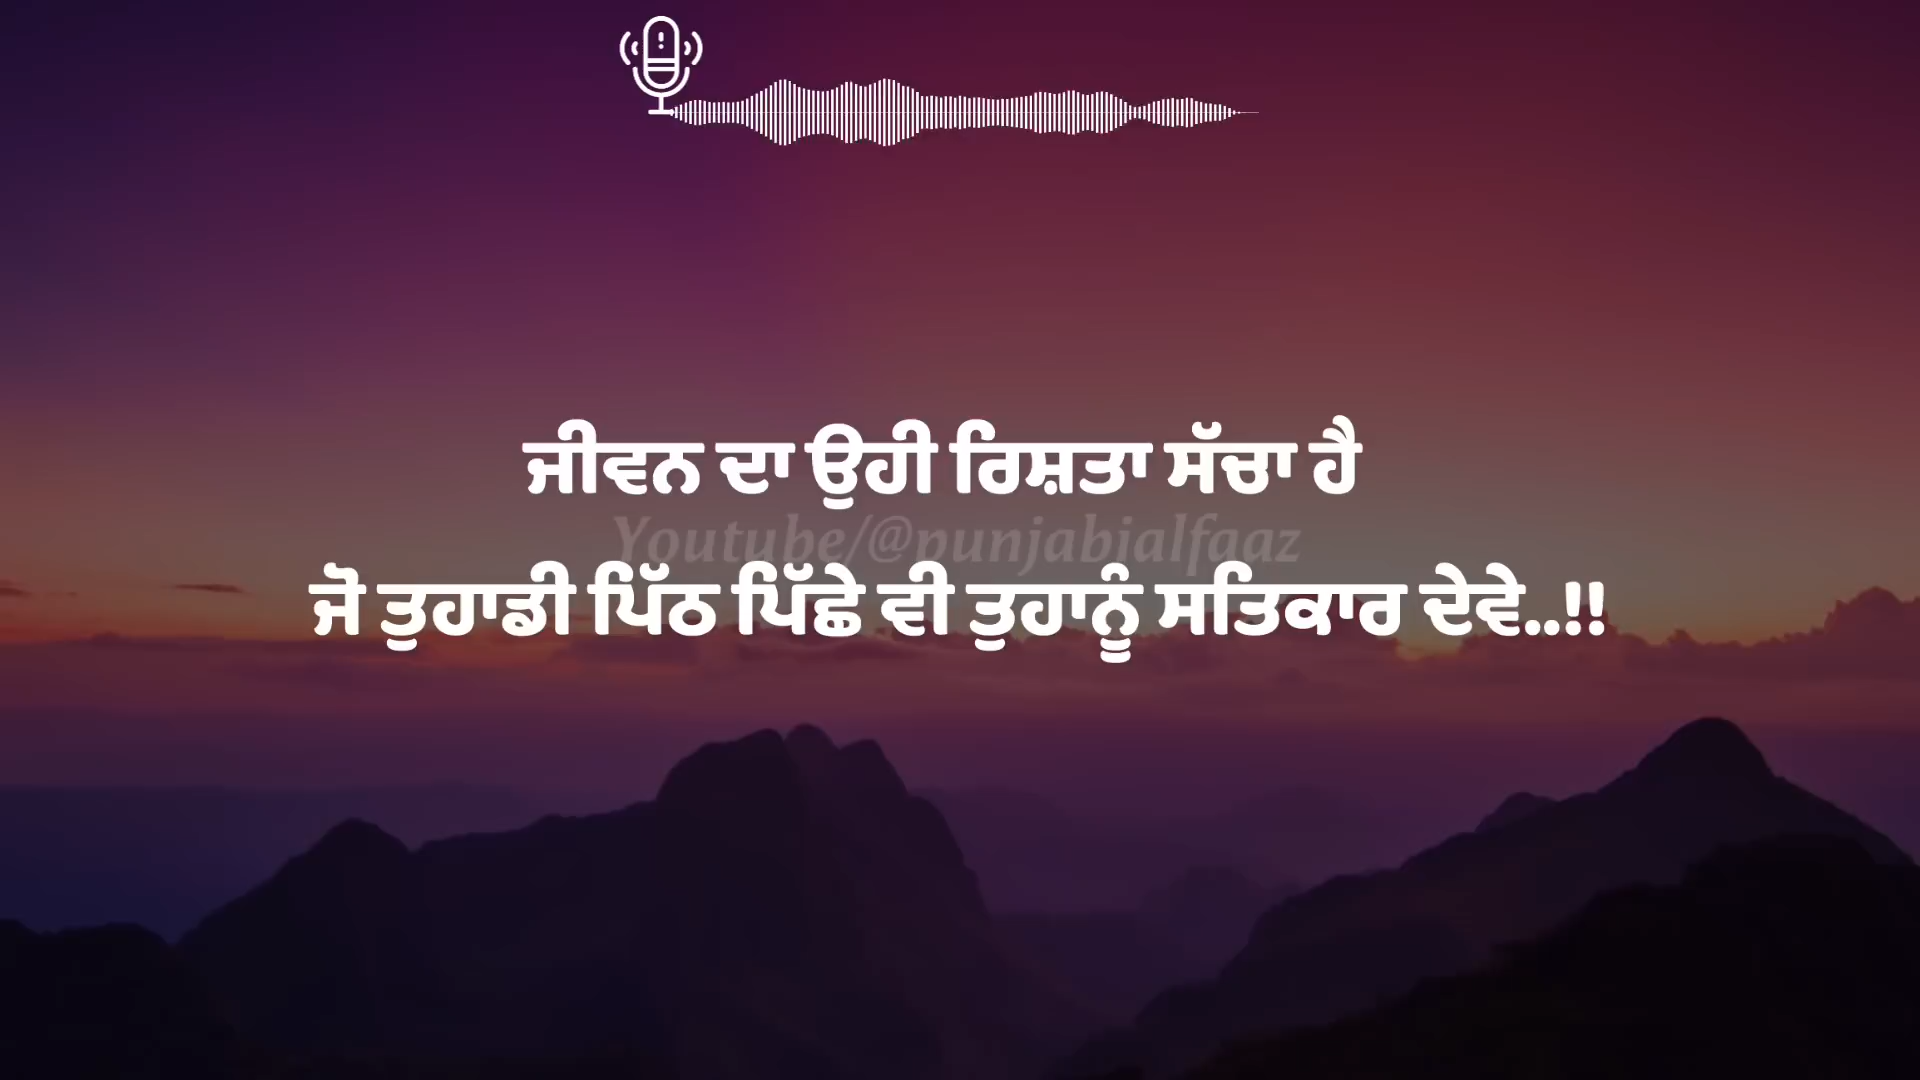 ਜੀਵਨ ਦਾ ਉਹੀ ਰਿਸ਼ਤਾ ਸੱਚਾ ਹੈ
Youtube/@punjabialfaaz
ਜੋ ਤੁਹਾਡੀ ਪਿੱਠ ਪਿੱਛੇ ਵੀ ਤੁਹਾਨੂੰ ਸਤਿਕਾਰ ਦੇਵੇ..!!